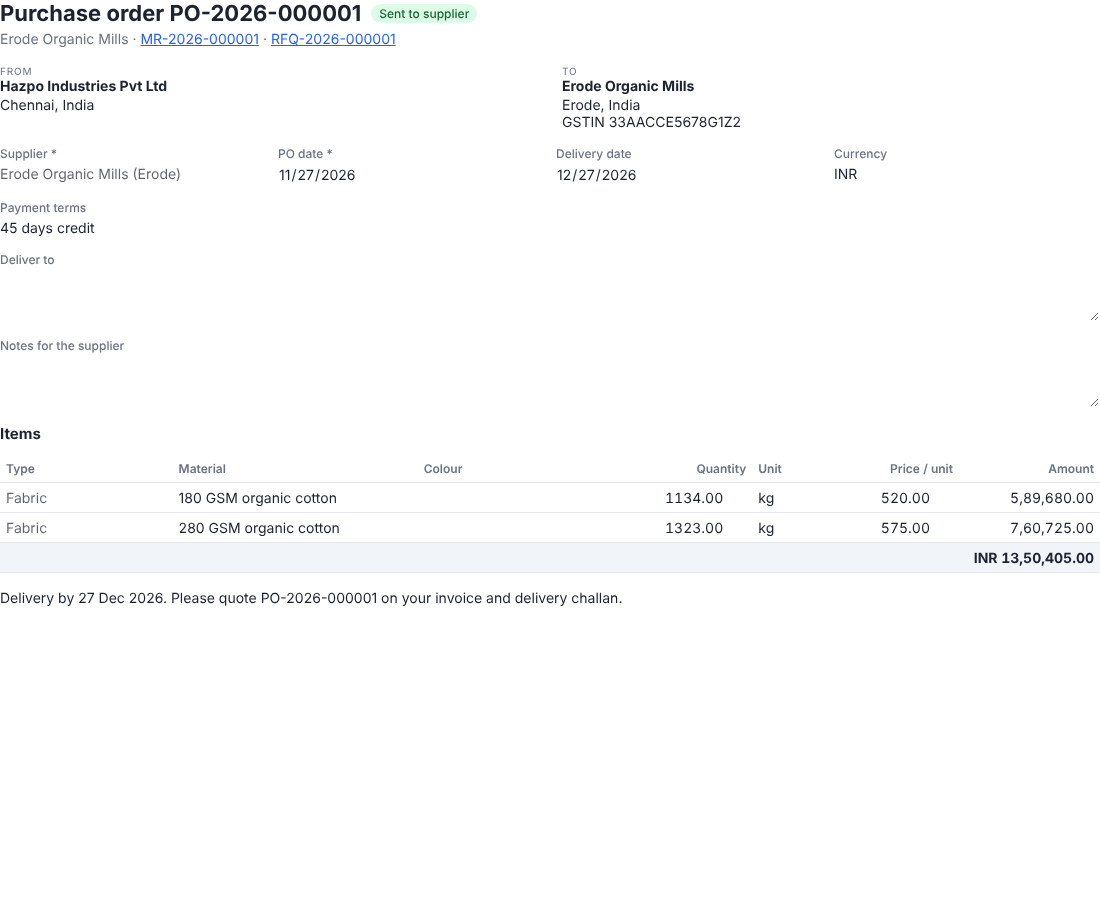 Purchase order PO-2026-000001 Sent to supplier
Erode Organic Mills · MR-2026-000001 · RFQ-2026-000001
FROM
Hazpo Industries Pvt Ltd
Chennai, India
TO
Erode Organic Mills
Erode, India
GSTIN 33AACCE5678G1Z2
Supplier * PO date * Delivery date Currency
Erode Organic Mills (Erode) 11/27/2026 12/27/2026 INR
Payment terms
45 days credit
Deliver to
Notes for the supplier
Items
Type Material Colour Quantity Unit Price / unit Amount
Fabric 180 GSM organic cotton 1134.00 kg 520.00 5,89,680.00
Fabric 280 GSM organic cotton 1323.00 kg 575.00 7,60,725.00
INR 13,50,405.00
Delivery by 27 Dec 2026. Please quote PO-2026-000001 on your invoice and delivery challan.